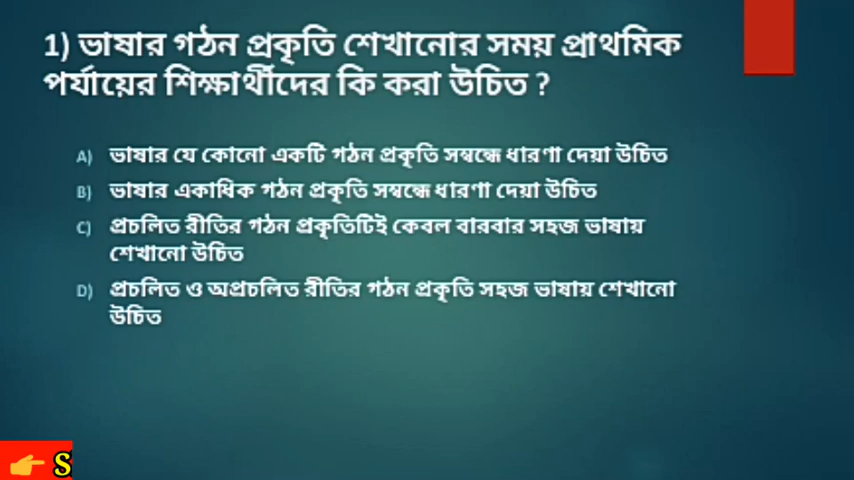 1) ভাষার গঠন প্রকৃতি শেখানোর সময় প্রাথমিক
পর্যায়ের শিক্ষার্থীদের কি করা উচিত ?
A) ভাষার যে কোনো একটি গঠন প্রকৃতি সম্বন্ধে ধারণা দেয়া উচিত
B) ভাষার একাধিক গঠন প্রকৃতি সম্বন্ধে ধারণা দেয়া উচিত
C) প্রচলিত রীতির গঠন প্রকৃতিটিই কেবল বারবার সহজ ভাষায়
শেখানো উচিত
D) প্রচলিত ও অপ্রচলিত রীতির গঠন প্রকৃতি সহজ ভাষায় শেখানো
উচিত
👉 S